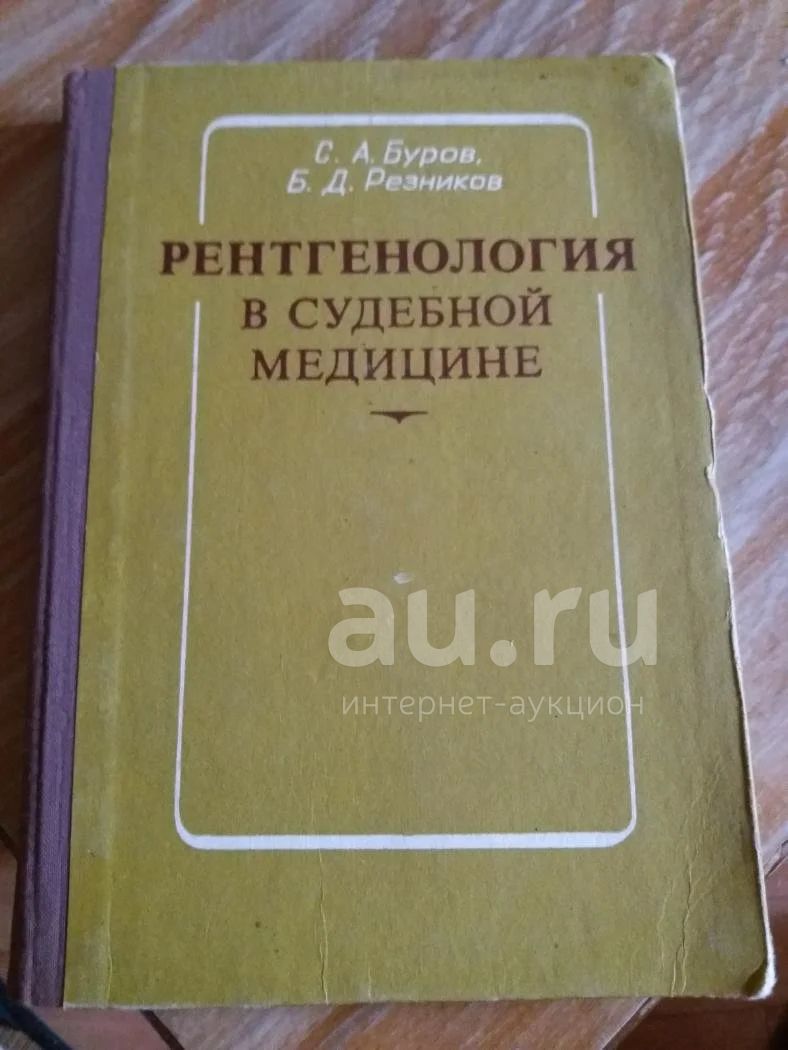 С. А. Буров,
Б. Д. Резников
РЕНТГЕНОЛОГИЯ
В СУДЕБНОЙ
МЕДИЦИНЕ
au.ru
интернет-аукцион